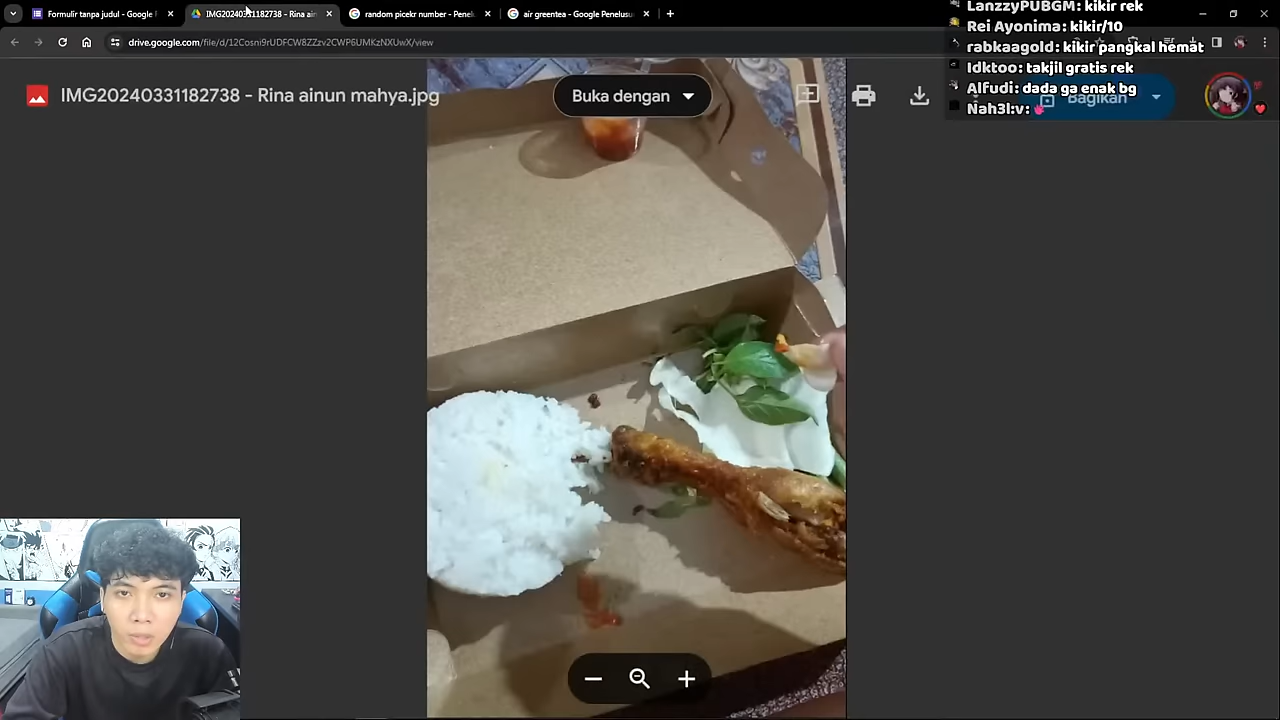 Formulir tanpa judul - Google F
IMG20240331182738 - Rina ain
random picekr number - Penel
air greentea - Google Penelusu
drive.google.com/file/d/12Cosni9rUDFCW8ZZzv2CWP6UMKzNXUwX/view
IMG20240331182738 - Rina ainun mahya.jpg
Buka dengan
Bagikan
LanzzyPUBGM: kikir rek
Rei Ayonima: kikir/10
rabkaagold: kikir pangkal hemat
Idktoo: takjil gratis rek
Alfudi: dada ga enak bg
Nah3l:v: